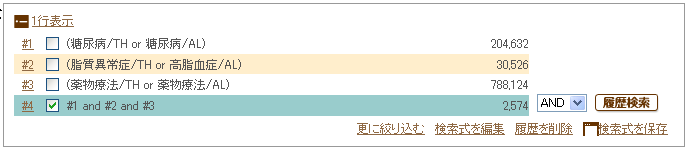 1行表示
#1 (糖尿病/TH or 糖尿病/AL) 204,632
#2 (脂質異常症/TH or 高脂血症/AL) 30,526
#3 (薬物療法/TH or 薬物療法/AL) 788,124
#4 #1 and #2 and #3 2,574 AND 履歴検索
更に絞り込む 検索式を編集 履歴を削除 検索式を保存